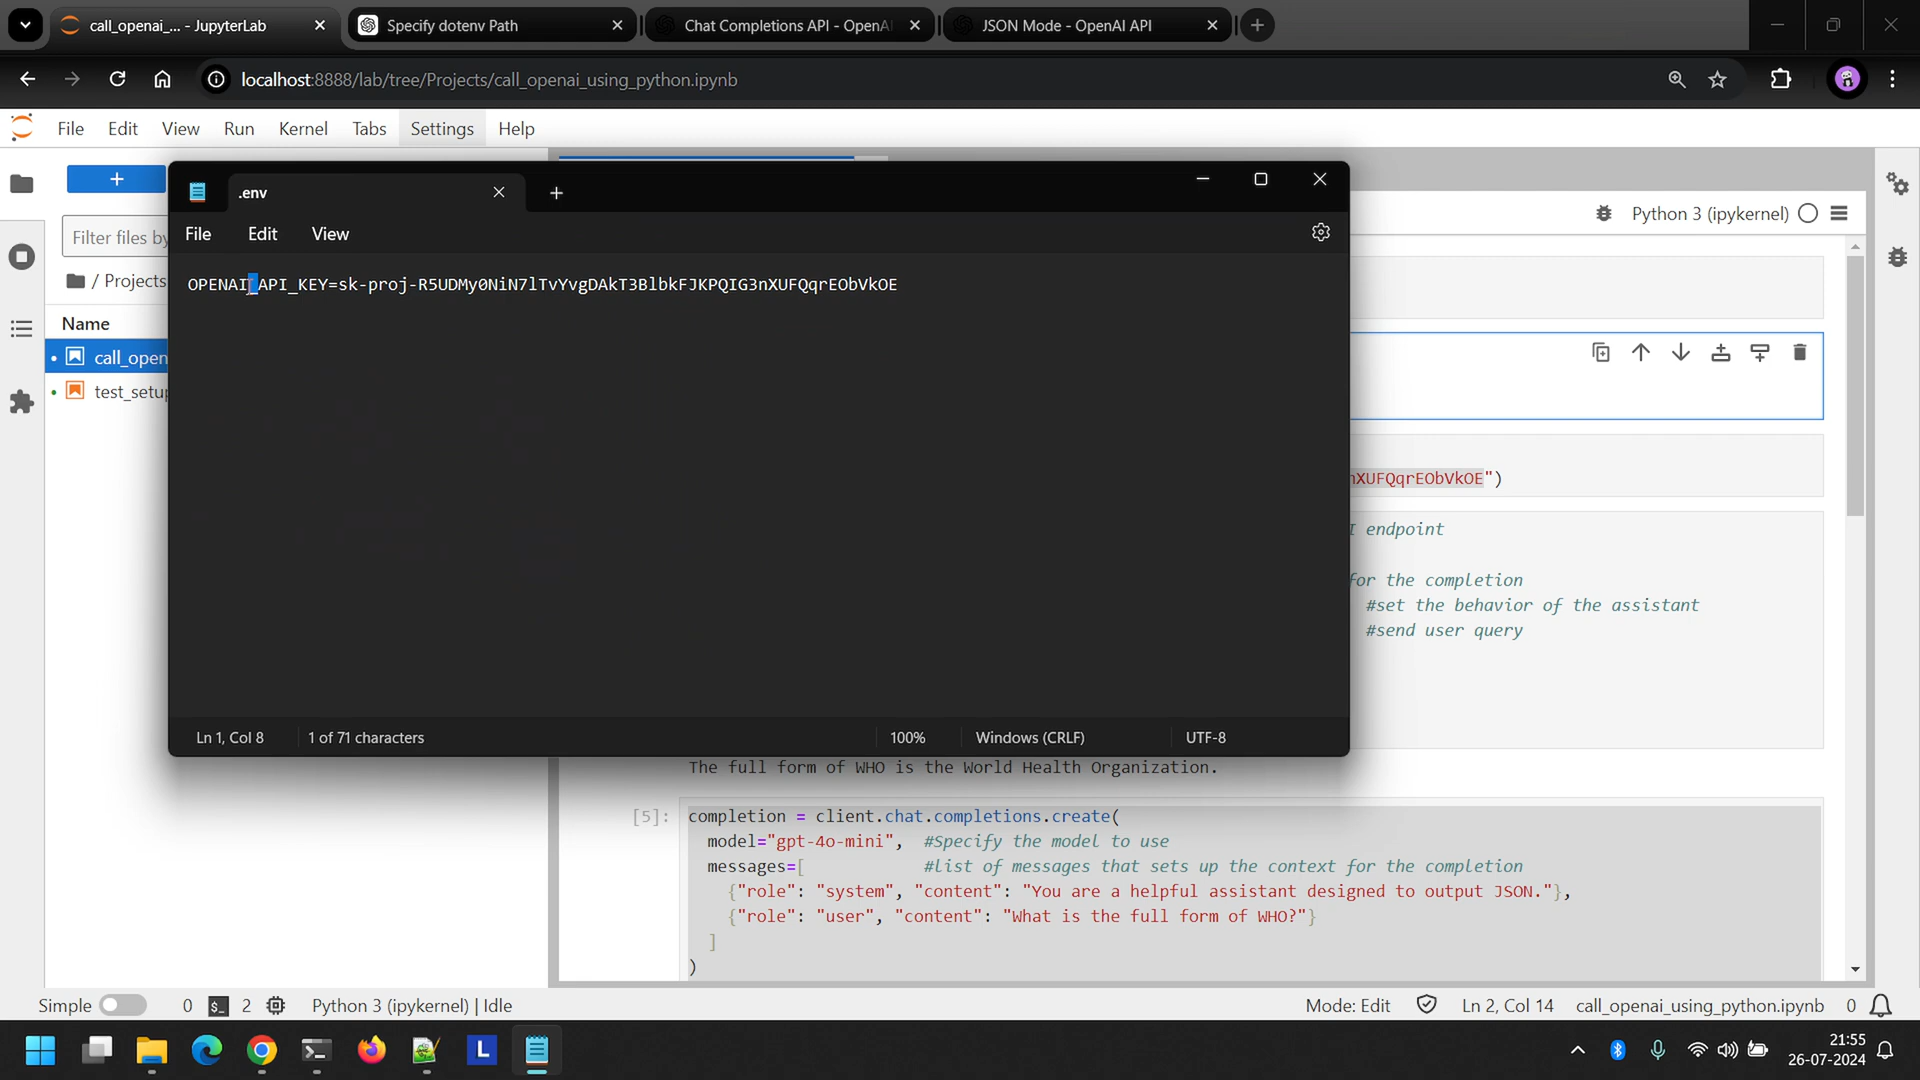 call_openai_... - JupyterLab
Specify dotenv Path
Chat Completions API - OpenAI
JSON Mode - OpenAI API
localhost:8888/lab/tree/Projects/call_openai_using_python.ipynb
File Edit View Run Kernel Tabs Settings Help
.env
Filter files by
Python 3 (ipykernel)
File Edit View
/ Projects
OPENAI_API_KEY=sk-proj-R5UDMy0NiN7lTvYvgDAkT3BlbkFJKPQIG3nXUFQqrEObVkOE
Name
call_open
test_setup
nXUFQqrEObVkOE")
I endpoint
for the completion
#set the behavior of the assistant
#send user query
Ln 1, Col 8
1 of 71 characters
100%
Windows (CRLF)
UTF-8
The full form of WHO is the World Health Organization.
[5]:
completion = client.chat.completions.create(
model="gpt-4o-mini", #Specify the model to use
messages=[ #list of messages that sets up the context for the completion
{"role": "system", "content": "You are a helpful assistant designed to output JSON."},
{"role": "user", "content": "What is the full form of WHO?"}
]
)
Simple 0 $_ 2 Python 3 (ipykernel) | Idle
Mode: Edit Ln 2, Col 14 call_openai_using_python.ipynb 0
L
21:55
26-07-2024